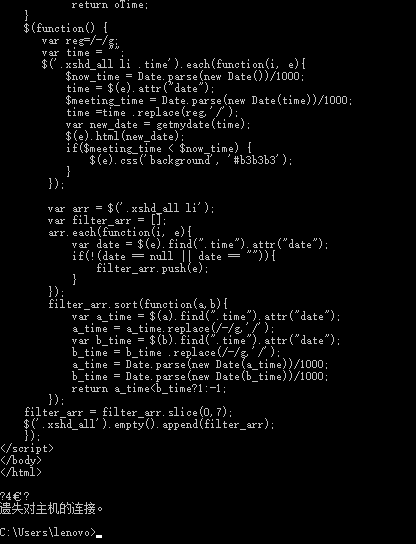 return oTime;
}
$(function() {
var reg=/-/g;
var time = "";
$('.xshd_all li .time').each(function(i, e){
$now_time = Date.parse(new Date())/1000;
time = $(e).attr("date");
$meeting_time = Date.parse(new Date(time))/1000;
time =time .replace(reg,'/');
var new_date = getmydate(time);
$(e).html(new_date);
if($meeting_time < $now_time) {
$(e).css('background', '#b3b3b3');
}
});
var arr = $('.xshd_all li');
var filter_arr = [];
arr.each(function(i, e){
var date = $(e).find(".time").attr("date");
if(!(date == null || date == "")){
filter_arr.push(e);
}
});
filter_arr.sort(function(a,b){
var a_time = $(a).find(".time").attr("date");
a_time = a_time.replace(/-/g,'/');
var b_time = $(b).find(".time").attr("date");
b_time = b_time .replace(/-/g,'/');
a_time = Date.parse(new Date(a_time))/1000;
b_time = Date.parse(new Date(b_time))/1000;
return a_time<b_time?1:-1;
});
filter_arr = filter_arr.slice(0,7);
$('.xshd_all').empty().append(filter_arr);
});
</script>
</body>
</html>
?4€?
遗失对主机的连接。
C:\Users\lenovo>_